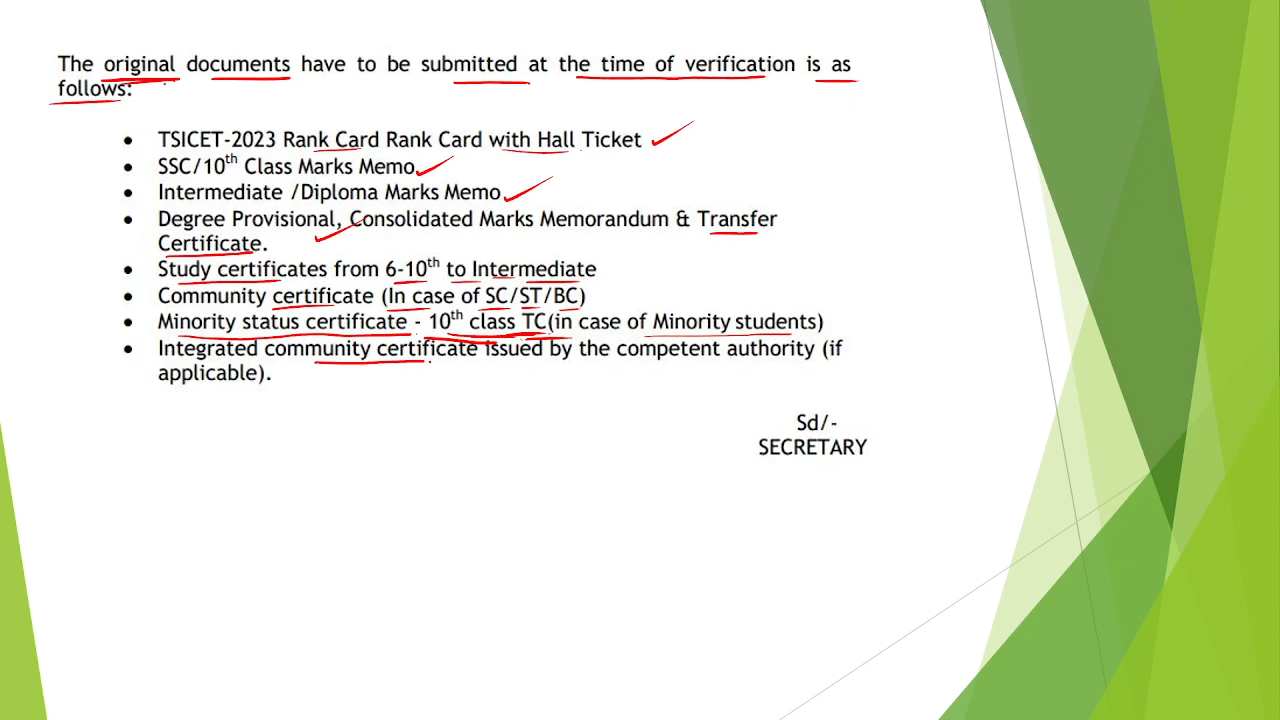 The original documents have to be submitted at the time of verification is as
follows:
• TSICET-2023 Rank Card Rank Card with Hall Ticket
• SSC/10th Class Marks Memo
• Intermediate /Diploma Marks Memo
• Degree Provisional, Consolidated Marks Memorandum & Transfer
Certificate.
• Study certificates from 6-10th to Intermediate
• Community certificate (In case of SC/ST/BC)
• Minority status certificate - 10th class TC(in case of Minority students)
• Integrated community certificate issued by the competent authority (if
applicable).
Sd/-
SECRETARY